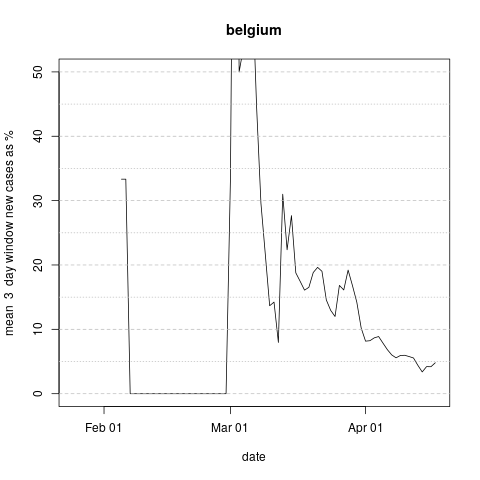 belgium
mean 3 day window new cases as %
50
40
30
20
10
0
Feb 01
Mar 01
Apr 01
date